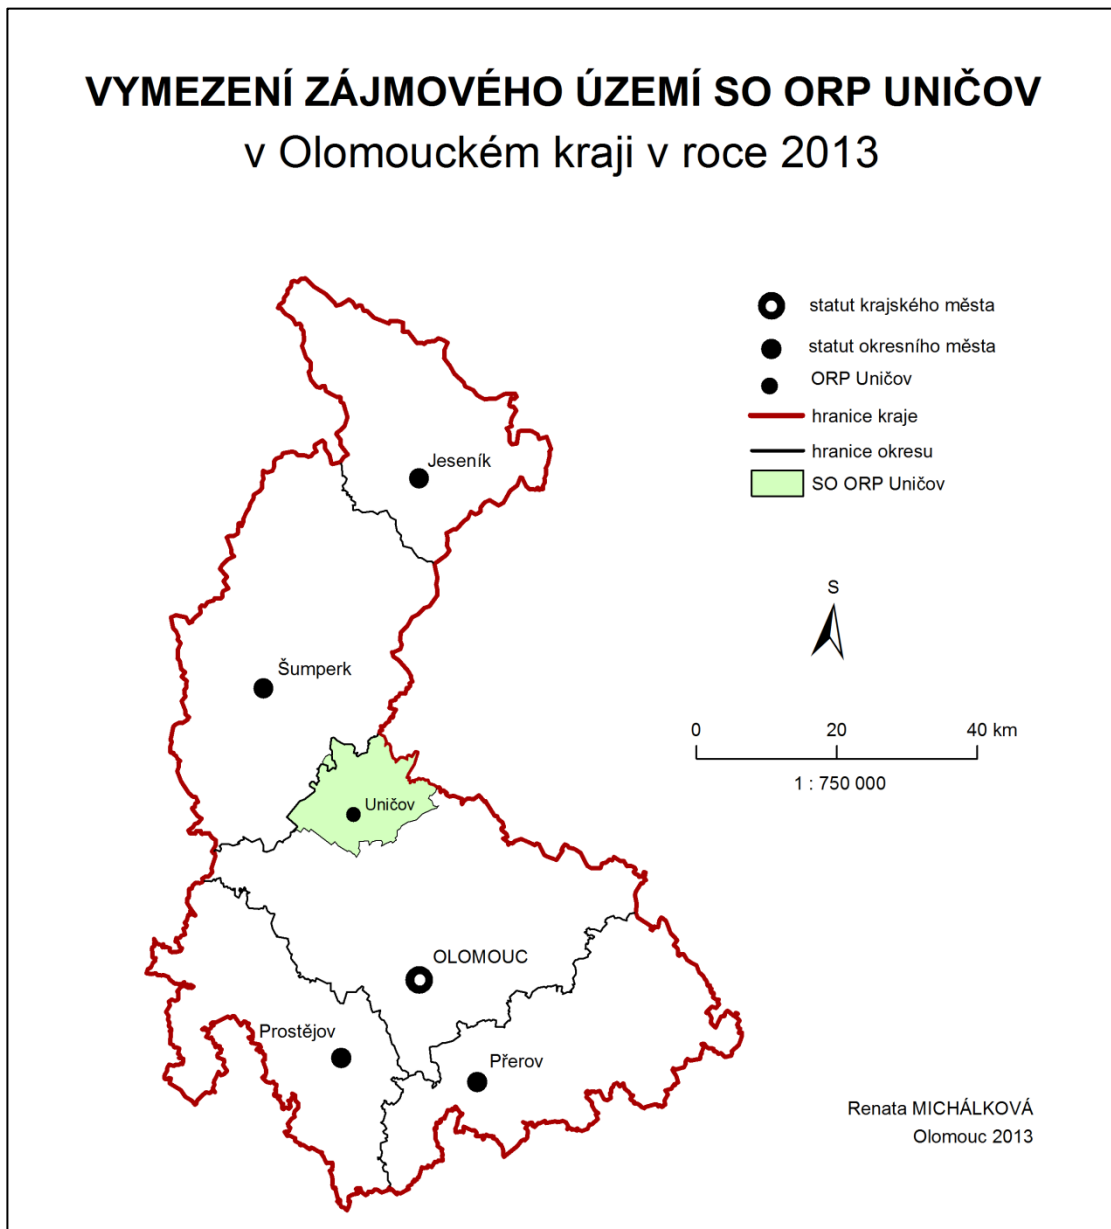 VYMEZENÍ ZÁJMOVÉHO ÚZEMÍ SO ORP UNIČOV
v Olomouckém kraji v roce 2013
statut krajského města
statut okresního města
ORP Uničov
hranice kraje
hranice okresu
SO ORP Uničov
Jeseník
S
Šumperk
0 20 40 km
1 : 750 000
Uničov
OLOMOUC
Prostějov
Přerov
Renata MICHÁLKOVÁ
Olomouc 2013